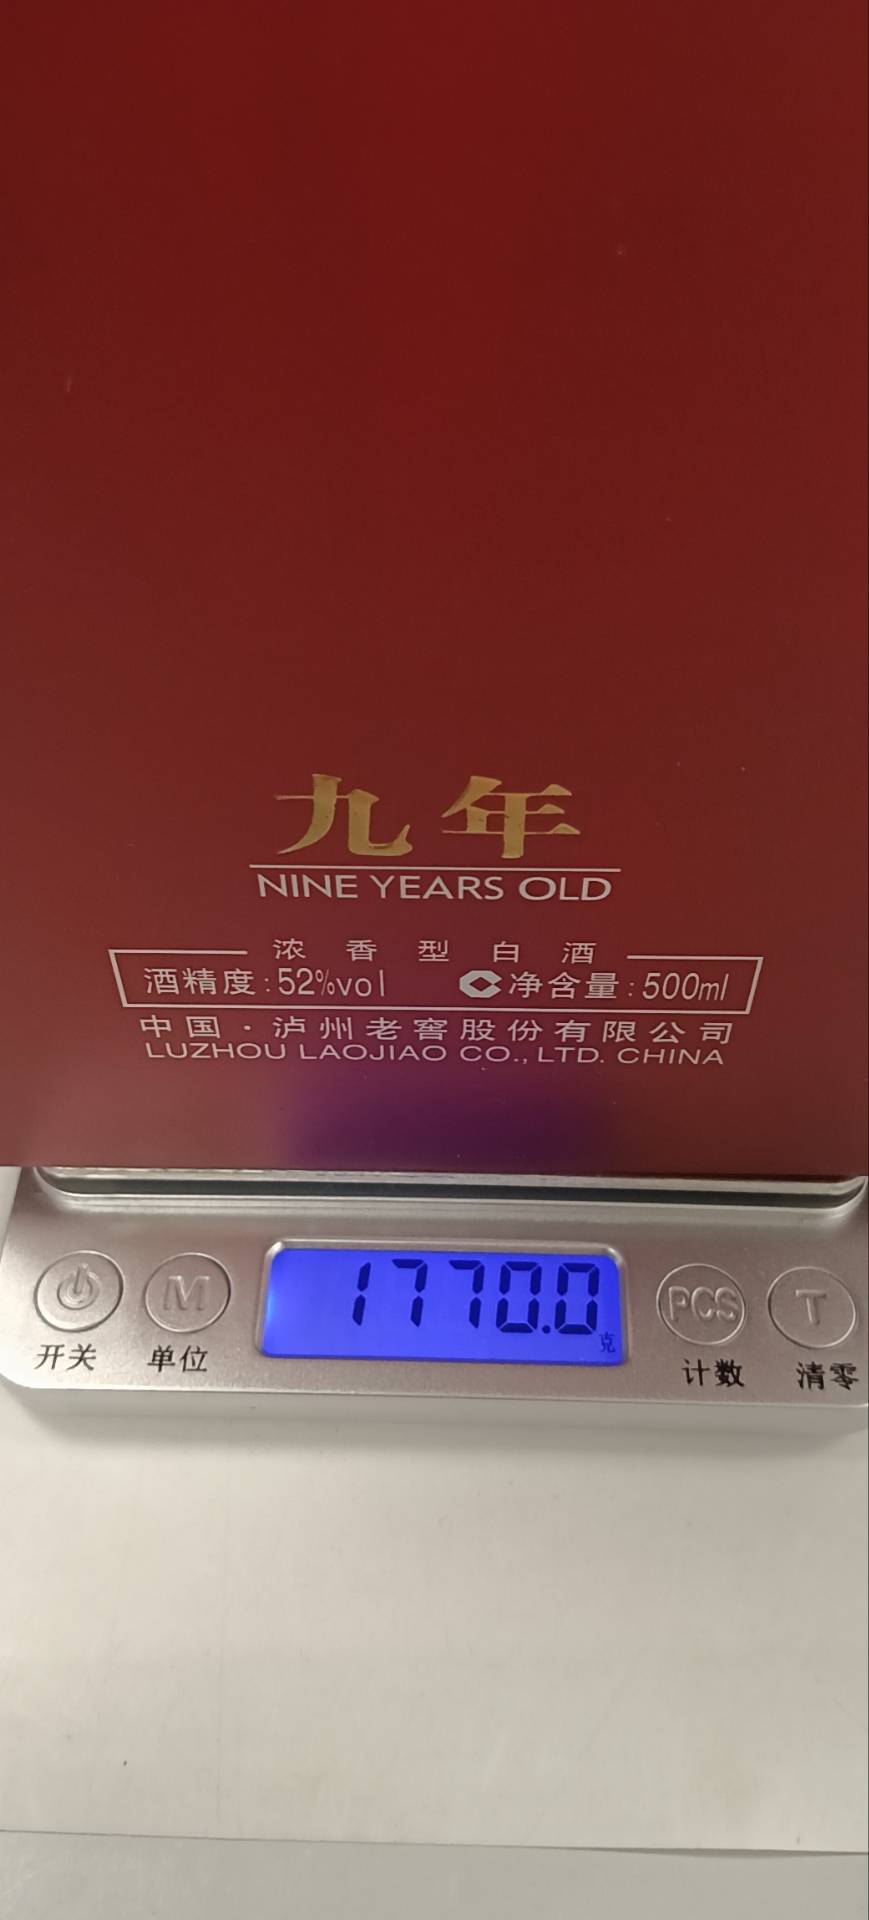 九年
NINE YEARS OLD
浓香型白酒
酒精度:52%vol 净含量:500ml
中国·泸州老窖股份有限公司
LUZHOU LAOJIAO CO.,LTD. CHINA
1770.0
克
M PCS T
开关 单位 计数 清零